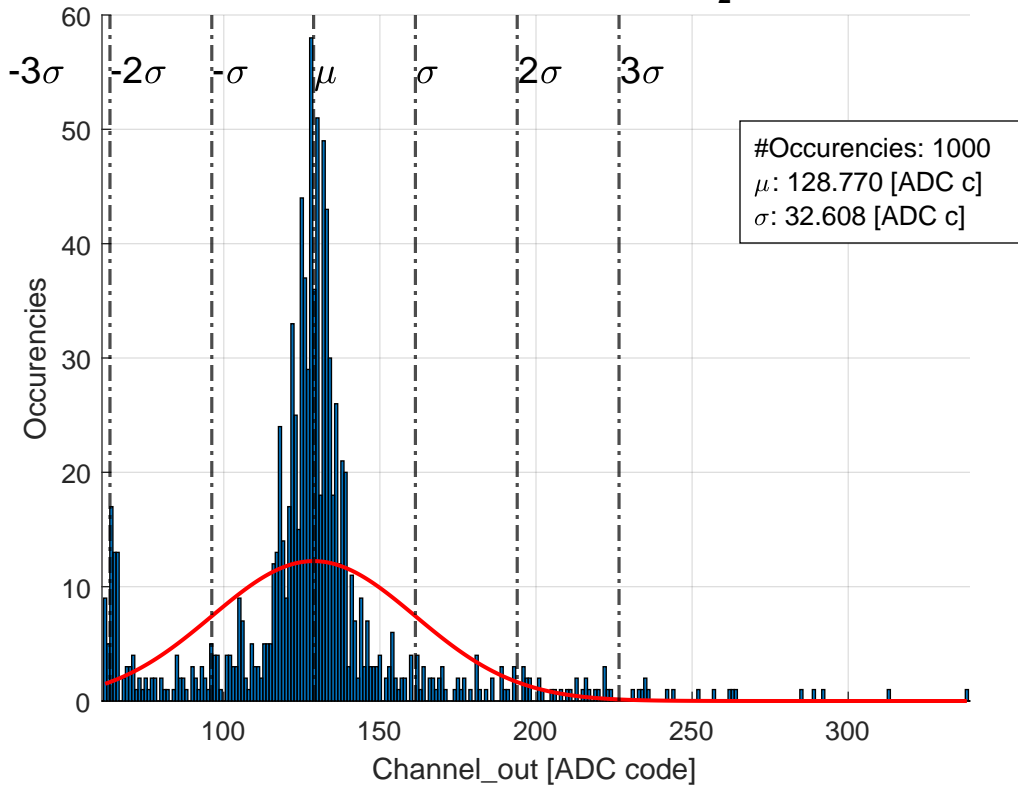 2
60
-3σ -2σ -σ μ σ 2σ 3σ
50
#Occurencies: 1000
μ: 128.770 [ADC c]
σ: 32.608 [ADC c]
40
30
20
10
0
Occurencies
100 150 200 250 300
Channel_out [ADC code]